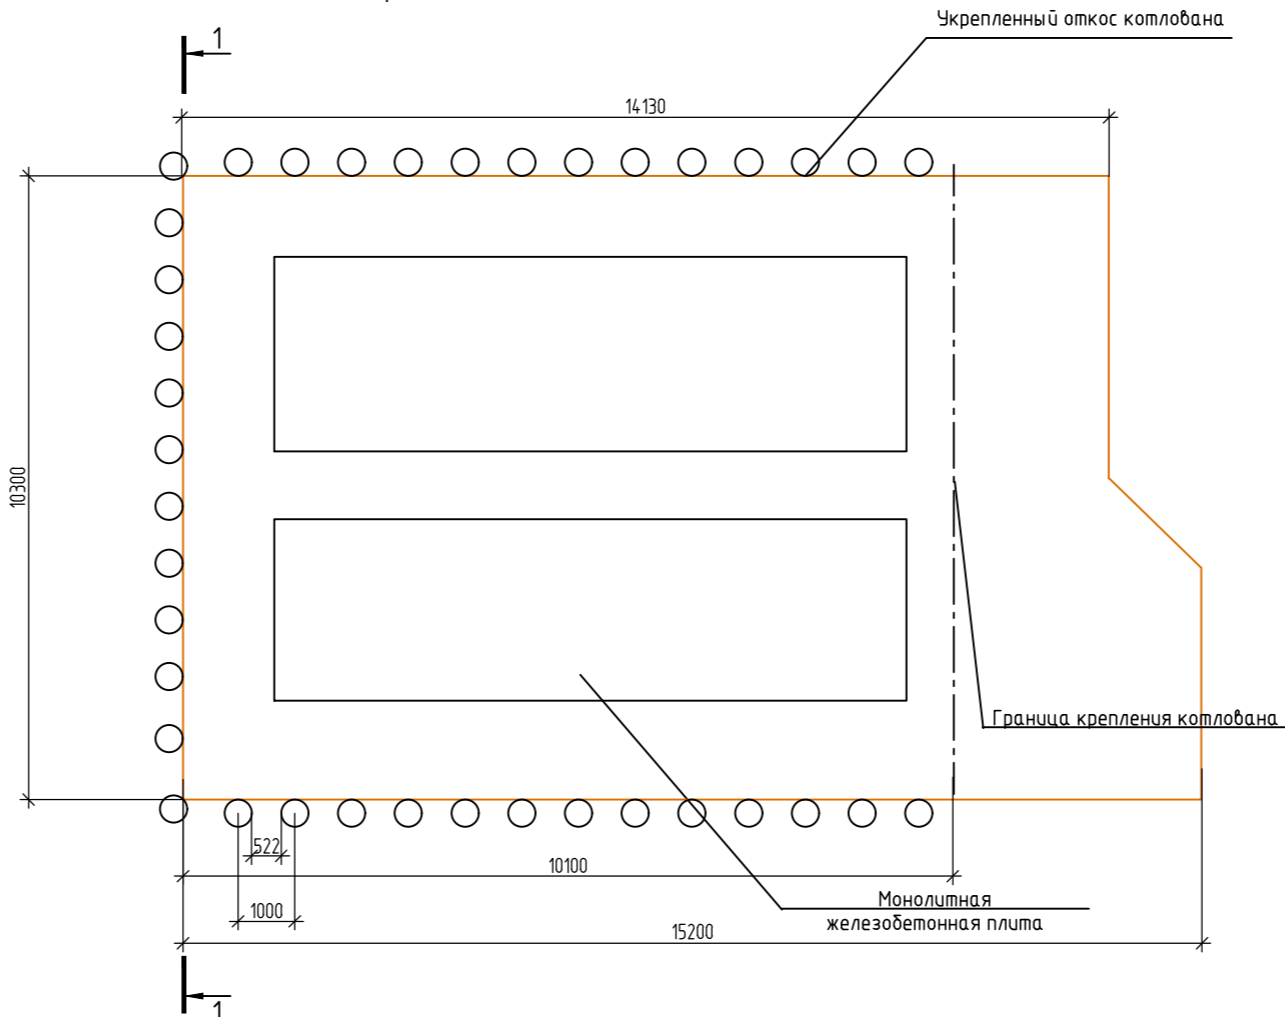 Укрепленный откос котлована
1
14130
10300
Граница крепления котлована
522
10100
Монолитная
железобетонная плита
1000
15200
1